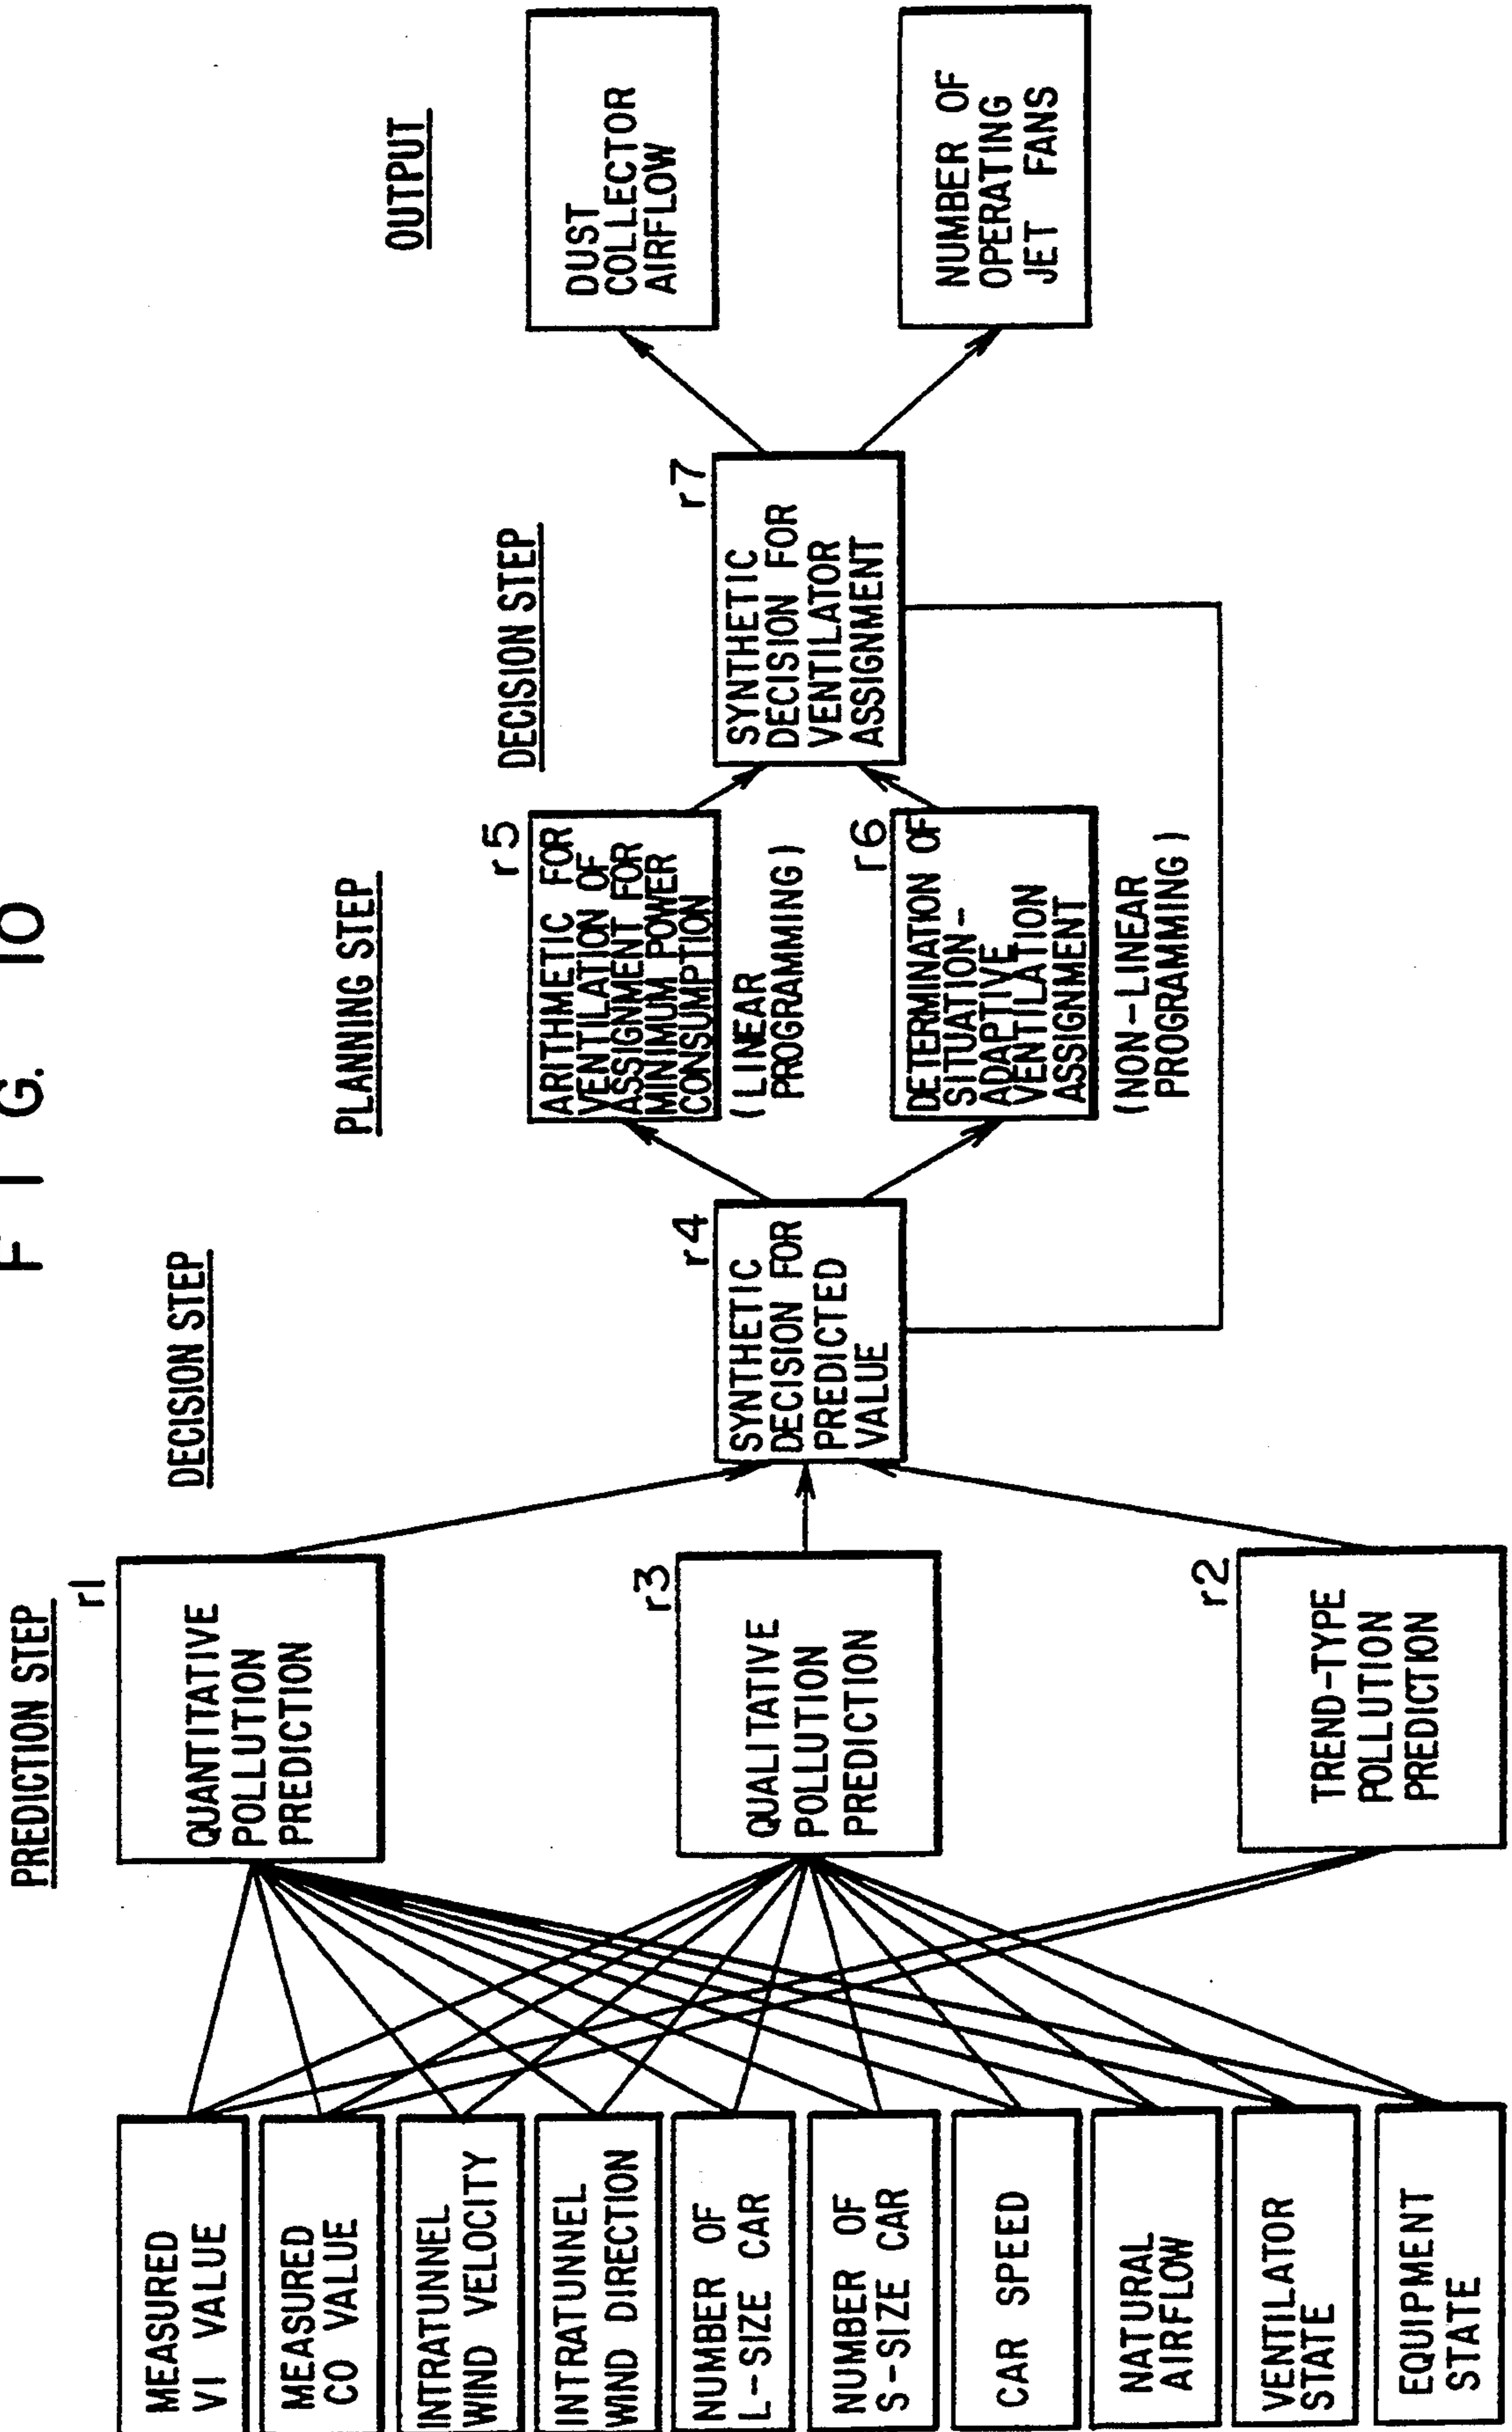 F I G. 10
PREDICTION STEP
DECISION STEP
PLANNING STEP
DECISION STEP
OUTPUT
MEASURED
VI VALUE
MEASURED
CO VALUE
INTRATUNNEL
WIND VELOCITY
INTRATUNNEL
WIND DIRECTION
NUMBER OF
L-SIZE CAR
NUMBER OF
S-SIZE CAR
CAR SPEED
NATURAL
AIRFLOW
VENTILATOR
STATE
EQUIPMENT
STATE
r1
QUANTITATIVE
POLLUTION
PREDICTION
r3
QUALITATIVE
POLLUTION
PREDICTION
r2
TREND-TYPE
POLLUTION
PREDICTION
r4
SYNTHETIC
DECISION FOR
PREDICTED
VALUE
r5
ARITHMETIC FOR
VENTILATION OF
ASSIGNMENT FOR
MINIMUM POWER
CONSUMPTION
(LINEAR
PROGRAMMING)
r6
DETERMINATION OF
SITUATION-
ADAPTIVE
VENTILATION
ASSIGNMENT
(NON-LINEAR
PROGRAMMING)
r7
SYNTHETIC
DECISION FOR
VENTILATOR
ASSIGNMENT
DUST
COLLECTOR
AIRFLOW
NUMBER OF
OPERATING
JET FANS